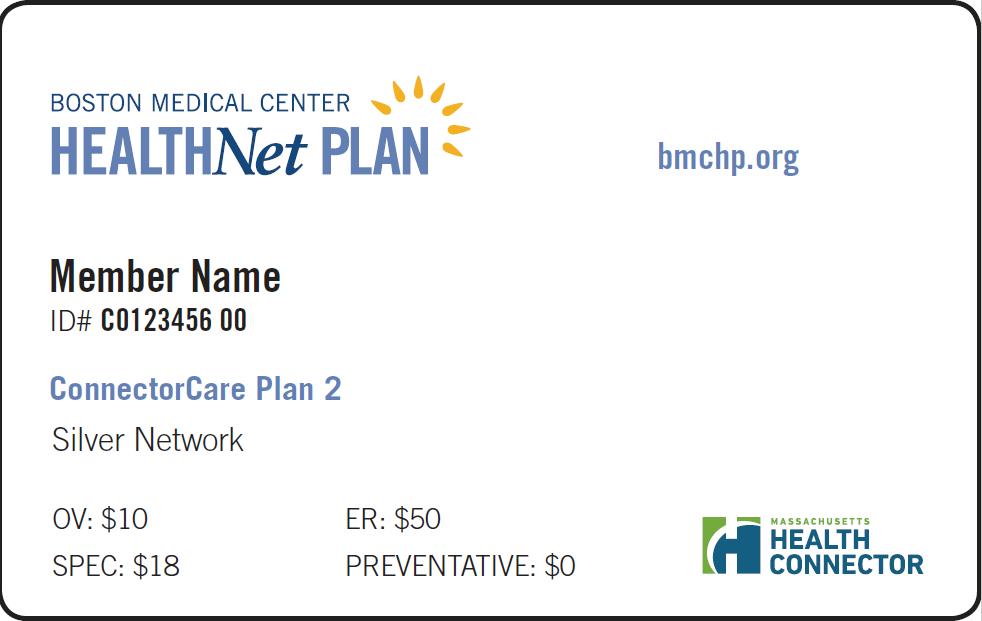 BOSTON MEDICAL CENTER
HEALTHNet PLAN
bmchp.org
Member Name
ID# C0123456 00
ConnectorCare Plan 2
Silver Network
OV: $10 ER: $50
SPEC: $18 PREVENTATIVE: $0
MASSACHUSETTS
HEALTH
CONNECTOR